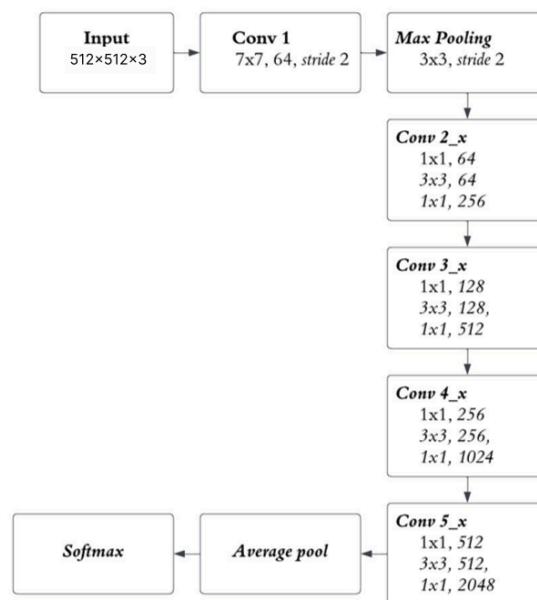 Input
512×512×3
Conv 1
7x7, 64, stride 2
Max Pooling
3x3, stride 2
Conv 2_x
1x1, 64
3x3, 64
1x1, 256
Conv 3_x
1x1, 128
3x3, 128,
1x1, 512
Conv 4_x
1x1, 256
3x3, 256,
1x1, 1024
Conv 5_x
1x1, 512
3x3, 512,
1x1, 2048
Average pool
Softmax